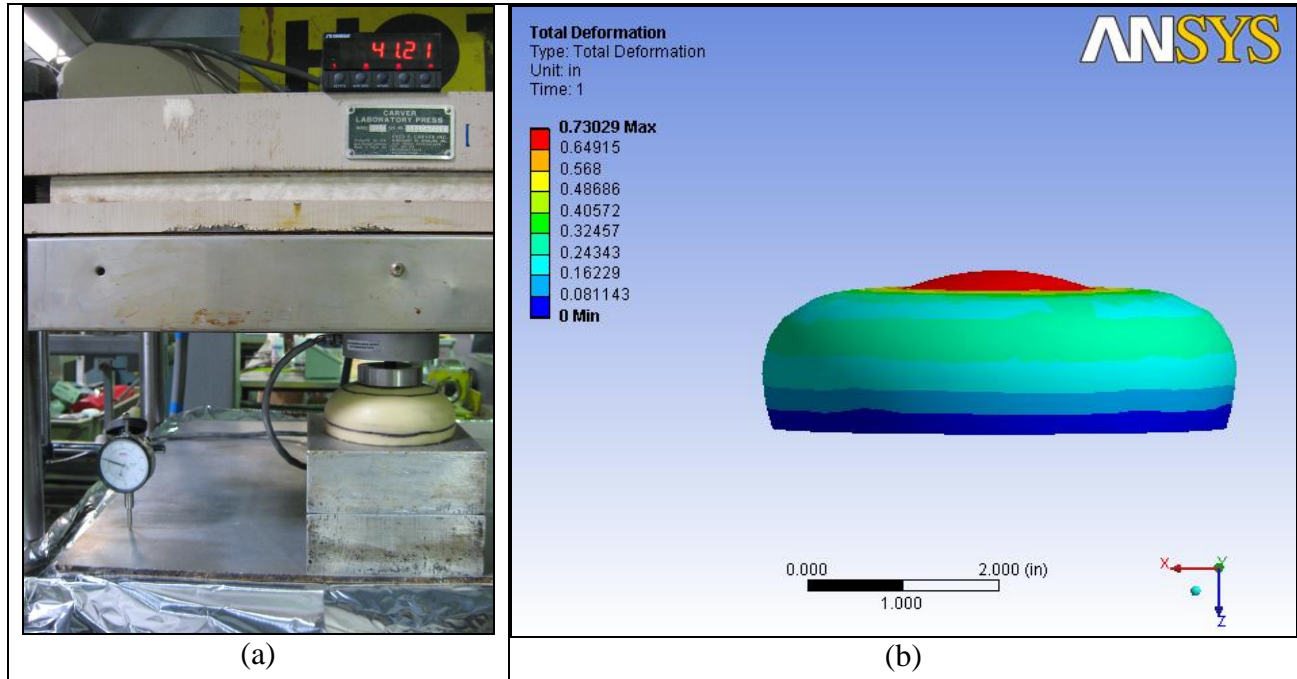 HOT
41.21
CARVER
LABORATORY PRESS
(a)
Total Deformation
Type: Total Deformation
Unit: in
Time: 1
ANSYS
0.73029 Max
0.64915
0.568
0.48686
0.40572
0.32457
0.24343
0.16229
0.081143
0 Min
0.000
2.000 (in)
1.000
X
Y
Z
(b)